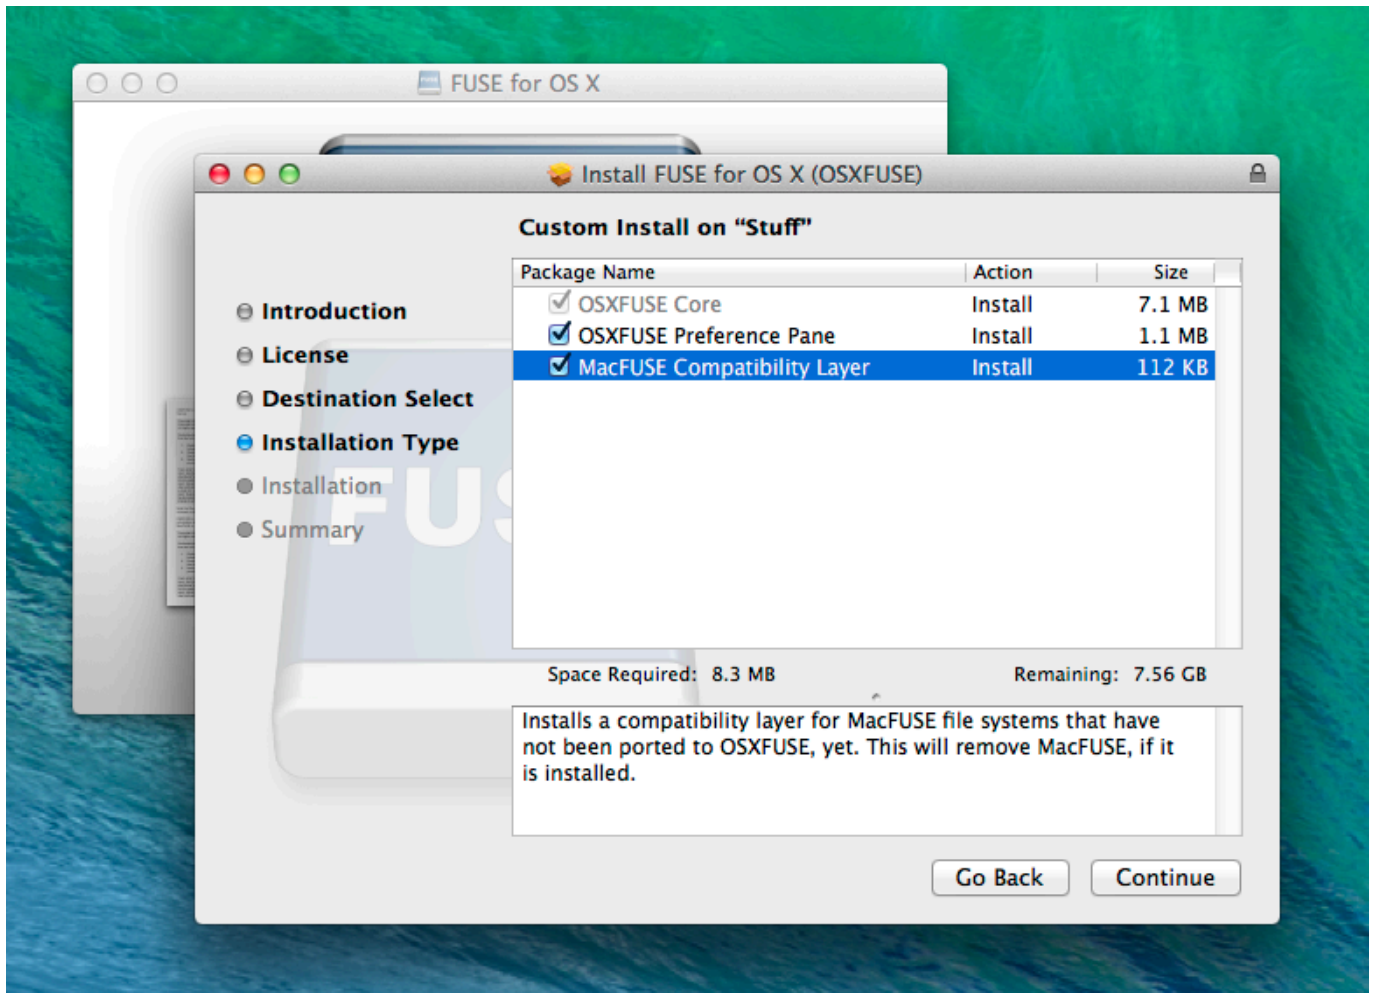 FUSE for OS X
Install FUSE for OS X (OSXFUSE)
Custom Install on “Stuff”
Package Name Action Size
OSXFUSE Core Install 7.1 MB
OSXFUSE Preference Pane Install 1.1 MB
MacFUSE Compatibility Layer Install 112 KB
Introduction
License
Destination Select
Installation Type
Installation
Summary
FUS
Space Required: 8.3 MB Remaining: 7.56 GB
Installs a compatibility layer for MacFUSE file systems that have
not been ported to OSXFUSE, yet. This will remove MacFUSE, if it
is installed.
Go Back Continue